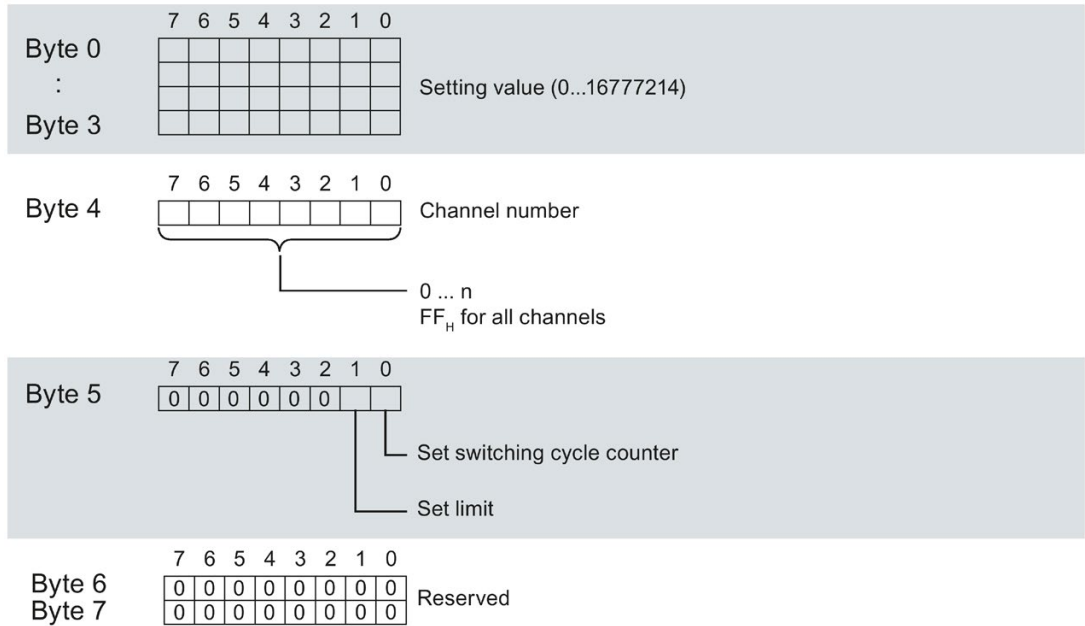 7 6 5 4 3 2 1 0
Byte 0
:
Byte 3
Setting value (0...16777214)
7 6 5 4 3 2 1 0
Byte 4
Channel number
0 ... n
FFH for all channels
7 6 5 4 3 2 1 0
Byte 5
0 0 0 0 0 0
Set switching cycle counter
Set limit
7 6 5 4 3 2 1 0
Byte 6
0 0 0 0 0 0 0 0
Byte 7
0 0 0 0 0 0 0 0
Reserved